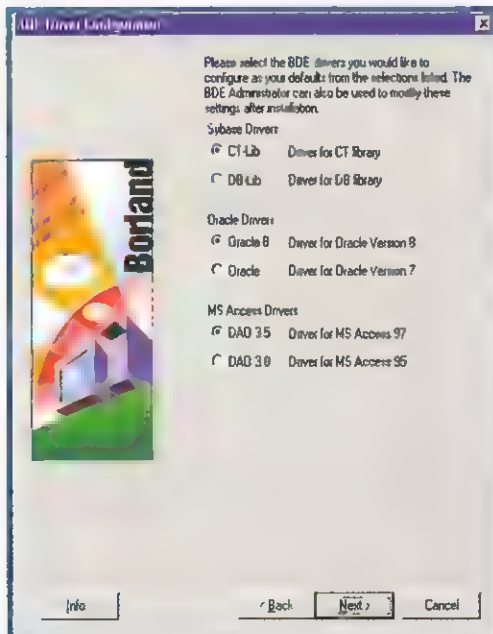 BDE Driver Configuration
Please select the BDE drivers you would like to
configure as your defaults from the selections listed. The
BDE Administrator can also be used to modify these
settings after installation.
Sybase Drivers
CT-Lib Driver for CT library
DB-Lib Driver for DB library
Oracle Drivers
Oracle 8 Driver for Oracle Version 8
Oracle Driver for Oracle Version 7
MS Access Drivers
DAO 3.5 Driver for MS Access 97
DAO 3.0 Driver for MS Access 95
Borland
Info
< Back
Next >
Cancel